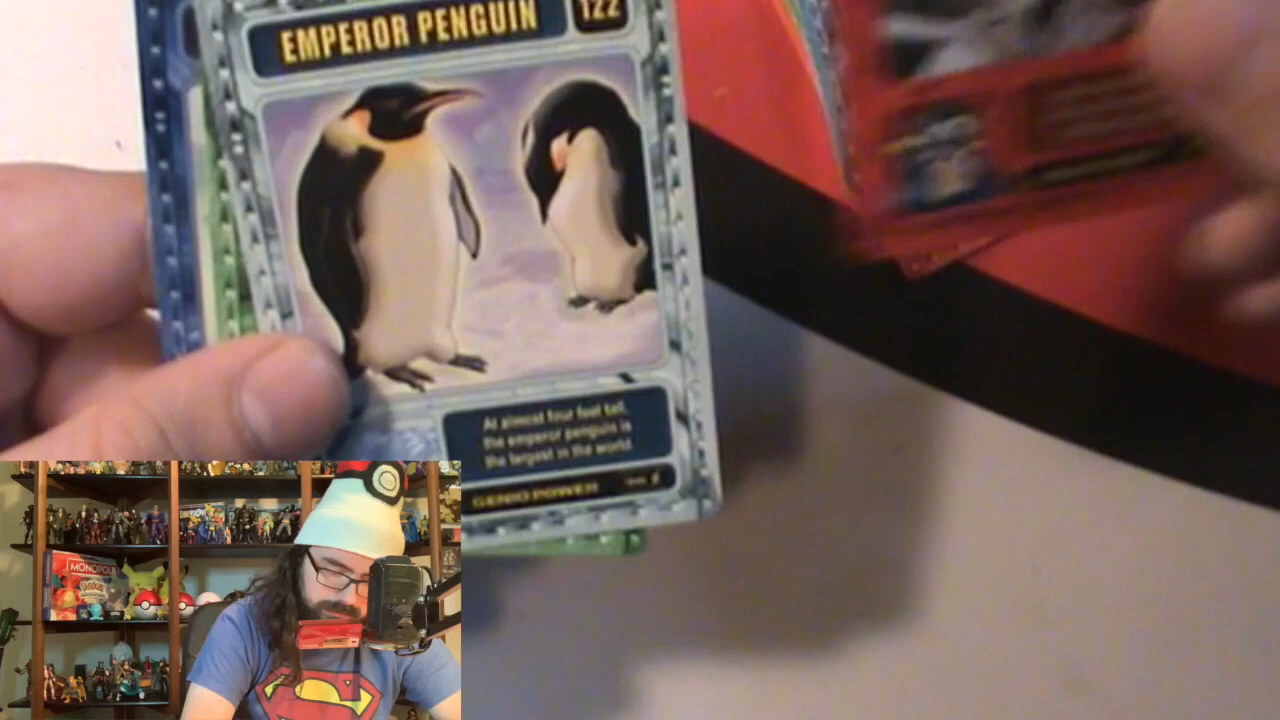 EMPEROR PENGUIN
122
At almost four feet tall,
the emperor penguin is
the largest in the world.
GENIO POWER
MONOPOLY